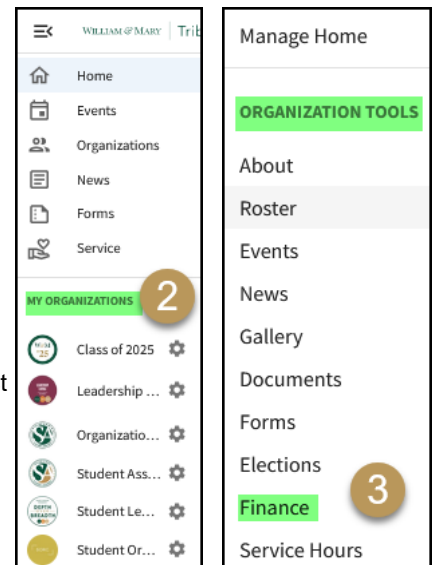 WILLIAM & MARY Trib
Home
Events
Organizations
News
Forms
Service
MY ORGANIZATIONS
2
Class of 2025
Leadership ...
Organizatio...
Student Ass...
Student Le...
Student Or...
t
Manage Home
ORGANIZATION TOOLS
About
Roster
Events
News
Gallery
Documents
Forms
Elections
Finance
3
Service Hours